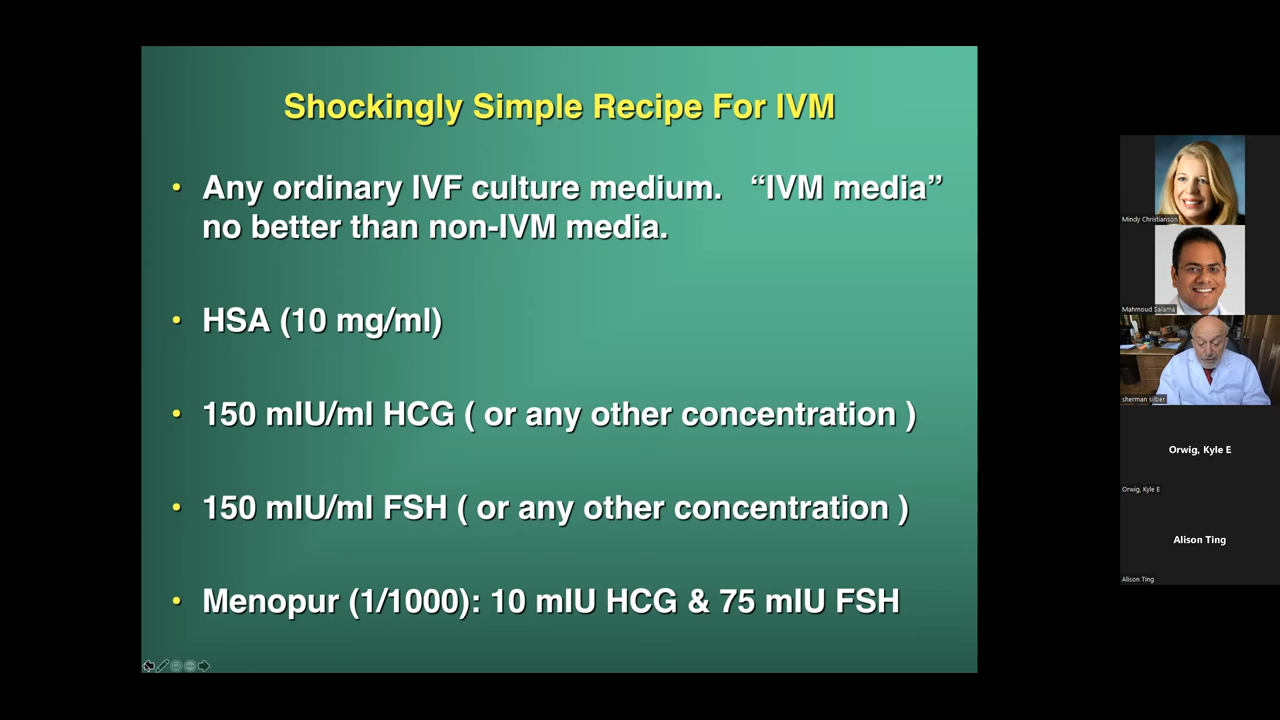 Shockingly Simple Recipe For IVM
• Any ordinary IVF culture medium. “IVM media”
no better than non-IVM media.
• HSA (10 mg/ml)
• 150 mIU/ml HCG ( or any other concentration )
• 150 mIU/ml FSH ( or any other concentration )
• Menopur (1/1000): 10 mIU HCG & 75 mIU FSH
Mindy Christianson
Mahmoud Salama
sherman silber
Orwig, Kyle E
Orwig, Kyle E
Alison Ting
Alison Ting